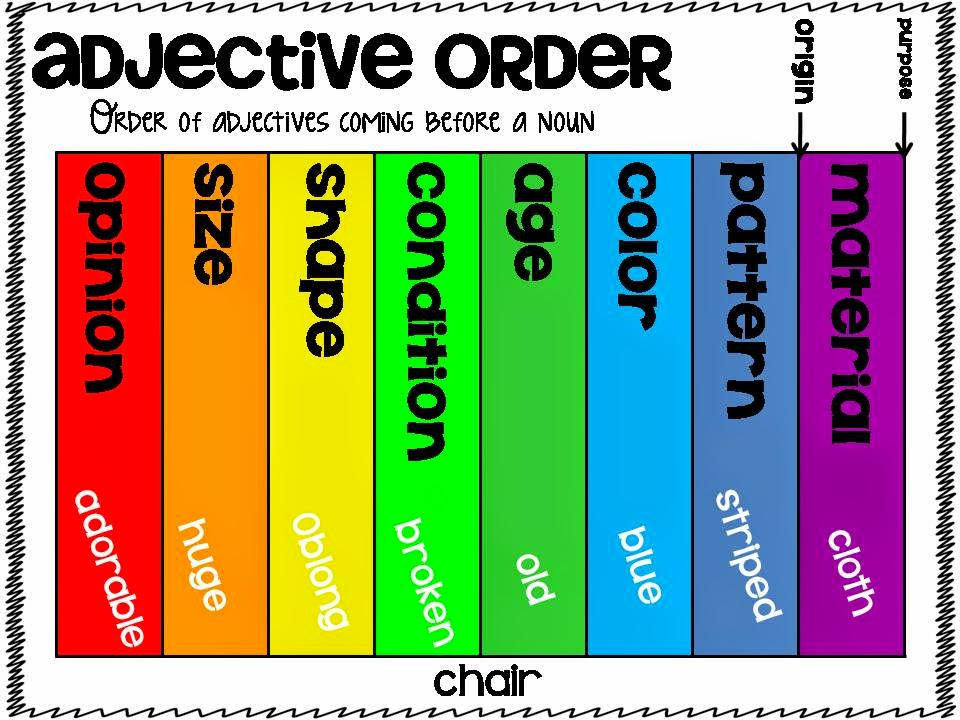 adjective order
Order of adjectives coming before a noun
origin
purpose
opinion
size
shape
condition
age
color
pattern
material
adorable
huge
Oblong
broken
old
blue
striped
cloth
chair